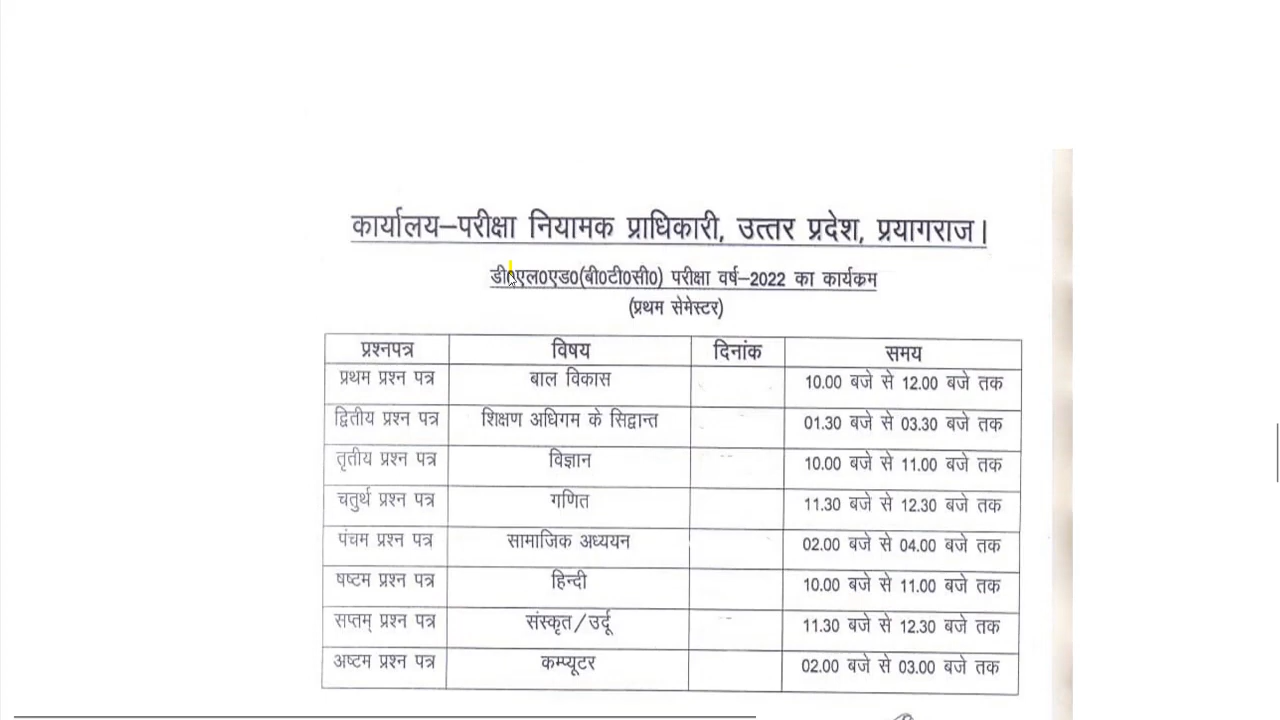 कार्यालय–परीक्षा नियामक प्राधिकारी, उत्तर प्रदेश, प्रयागराज।
डी0एल0एड0(बी0टी0सी0) परीक्षा वर्ष–2022 का कार्यक्रम
(प्रथम सेमेस्टर)
प्रश्नपत्र विषय दिनांक समय
प्रथम प्रश्न पत्र बाल विकास 10.00 बजे से 12.00 बजे तक
द्वितीय प्रश्न पत्र शिक्षण अधिगम के सिद्वान्त 01.30 बजे से 03.30 बजे तक
तृतीय प्रश्न पत्र विज्ञान 10.00 बजे से 11.00 बजे तक
चतुर्थ प्रश्न पत्र गणित 11.30 बजे से 12.30 बजे तक
पंचम प्रश्न पत्र सामाजिक अध्ययन 02.00 बजे से 04.00 बजे तक
षष्टम प्रश्न पत्र हिन्दी 10.00 बजे से 11.00 बजे तक
सप्तम् प्रश्न पत्र संस्कृत/उर्दू 11.30 बजे से 12.30 बजे तक
अष्टम प्रश्न पत्र कम्प्यूटर 02.00 बजे से 03.00 बजे तक